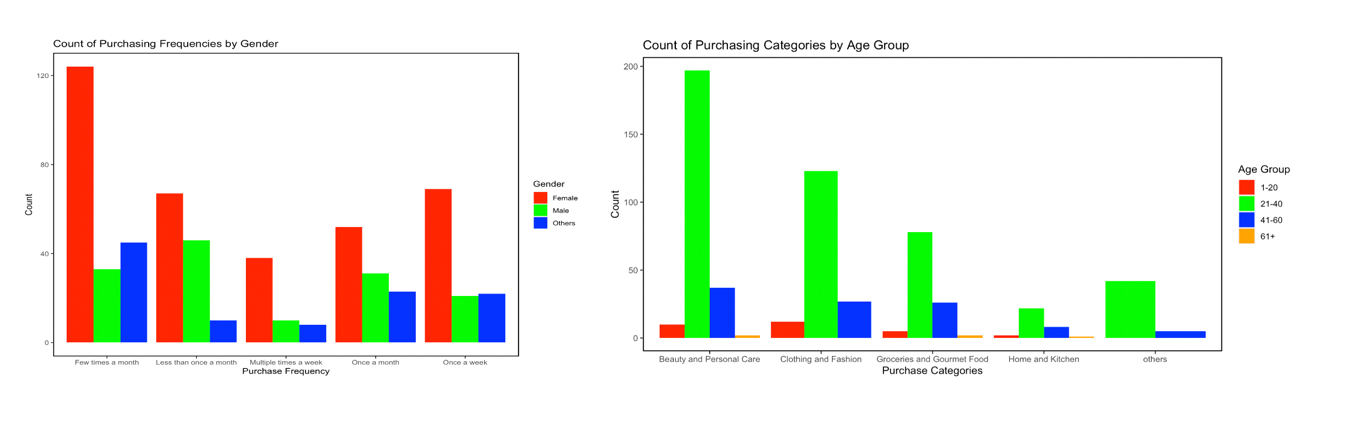 Count of Purchasing Frequencies by Gender
120
80
40
0
Count
Few times a month
Less than once a month
Multiple times a week
Once a month
Once a week
Purchase Frequency
Gender
Female
Male
Others
Count of Purchasing Categories by Age Group
200
150
100
50
0
Count
Beauty and Personal Care
Clothing and Fashion
Groceries and Gourmet Food
Home and Kitchen
others
Purchase Categories
Age Group
1-20
21-40
41-60
61+